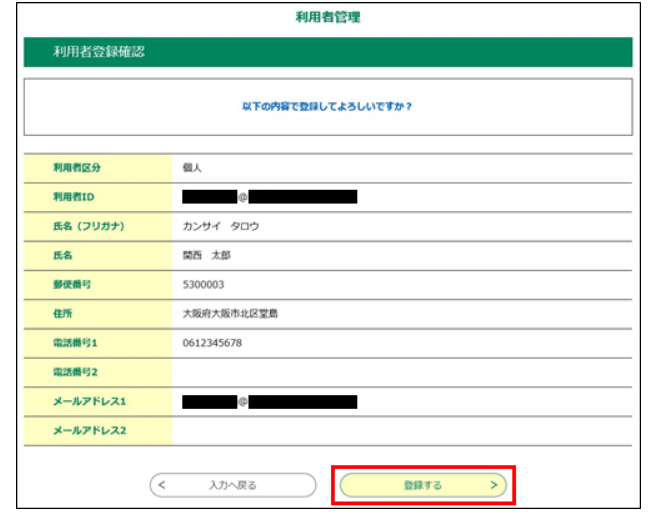 利用者管理
利用者登録確認
以下の内容で登録してよろしいですか？
利用者区分 個人
利用者ID @
氏名（フリガナ） カンサイ　タロウ
氏名 関西　太郎
郵便番号 5300003
住所 大阪府大阪市北区堂島
電話番号1 0612345678
電話番号2
メールアドレス1 @
メールアドレス2
< 入力へ戻る 登録する >